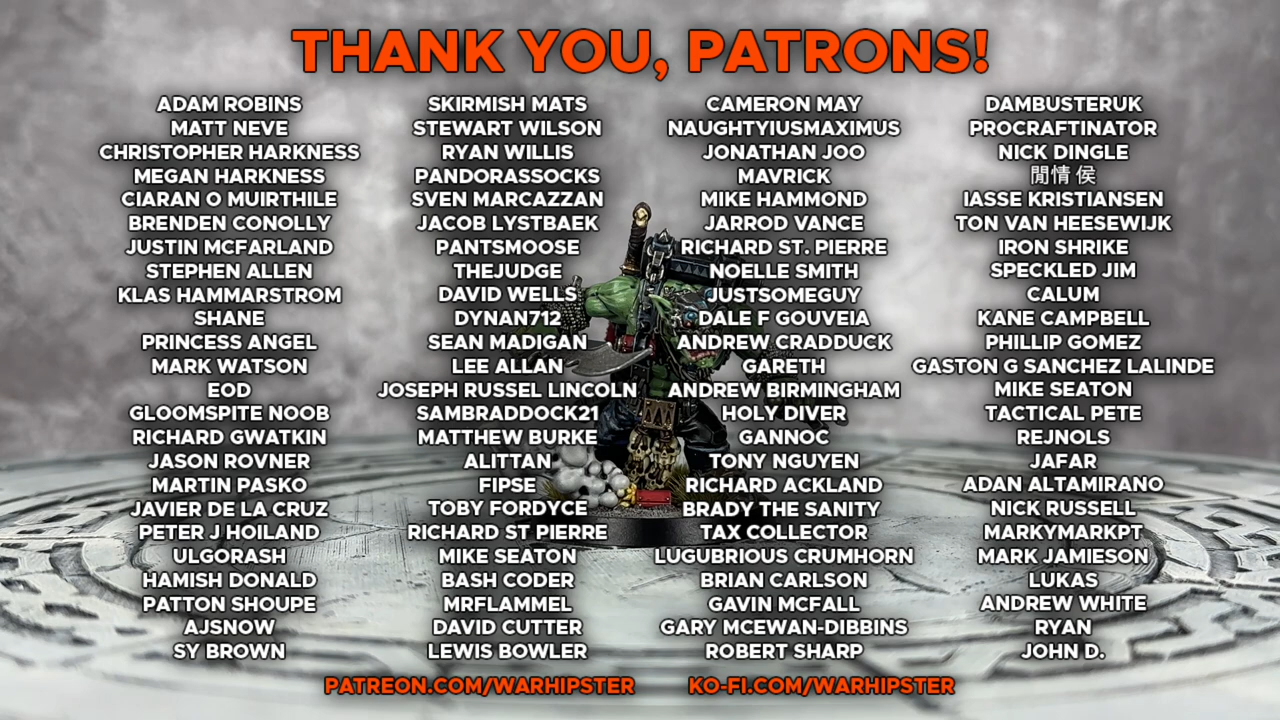 THANK YOU, PATRONS!
ADAM ROBINS
MATT NEVE
CHRISTOPHER HARKNESS
MEGAN HARKNESS
CIARAN O MUIRTHILE
BRENDEN CONOLLY
JUSTIN MCFARLAND
STEPHEN ALLEN
KLAS HAMMARSTROM
SHANE
PRINCESS ANGEL
MARK WATSON
EOD
GLOOMSPITE NOOB
RICHARD GWATKIN
JASON ROVNER
MARTIN PASKO
JAVIER DE LA CRUZ
PETER J HOILAND
ULGORASH
HAMISH DONALD
PATTON SHOUPE
AJSNOW
SY BROWN
SKIRMISH MATS
STEWART WILSON
RYAN WILLIS
PANDORASSOCKS
SVEN MARCAZZAN
JACOB LYSTBAEK
PANTSMOOSE
THEJUDGE
DAVID WELLS
DYNAN712
SEAN MADIGAN
LEE ALLAN
JOSEPH RUSSEL LINCOLN
SAMBRADDOCK21
MATTHEW BURKE
ALITTAN
FIPSE
TOBY FORDYCE
RICHARD ST PIERRE
MIKE SEATON
BASH CODER
MRFLAMMEL
DAVID CUTTER
LEWIS BOWLER
CAMERON MAY
NAUGHTYIUSMAXIMUS
JONATHAN JOO
MAVRICK
MIKE HAMMOND
JARROD VANCE
RICHARD ST. PIERRE
NOELLE SMITH
JUSTSOMEGUY
DALE F GOUVEIA
ANDREW CRADDUCK
GARETH
ANDREW BIRMINGHAM
HOLY DIVER
GANNOC
TONY NGUYEN
RICHARD ACKLAND
BRADY THE SANITY
TAX COLLECTOR
LUGUBRIOUS CRUMHORN
BRIAN CARLSON
GAVIN MCFALL
GARY MCEWAN-DIBBINS
ROBERT SHARP
DAMBUSTERUK
PROCRAFTINATOR
NICK DINGLE
閒情 侯
IASSE KRISTIANSEN
TON VAN HEESEWIJK
IRON SHRIKE
SPECKLED JIM
CALUM
KANE CAMPBELL
PHILLIP GOMEZ
GASTON G SANCHEZ LALINDE
MIKE SEATON
TACTICAL PETE
REJNOLS
JAFAR
ADAN ALTAMIRANO
NICK RUSSELL
MARKYMARKPT
MARK JAMIESON
LUKAS
ANDREW WHITE
RYAN
JOHN D.
PATREON.COM/WARHIPSTER
KO-FI.COM/WARHIPSTER